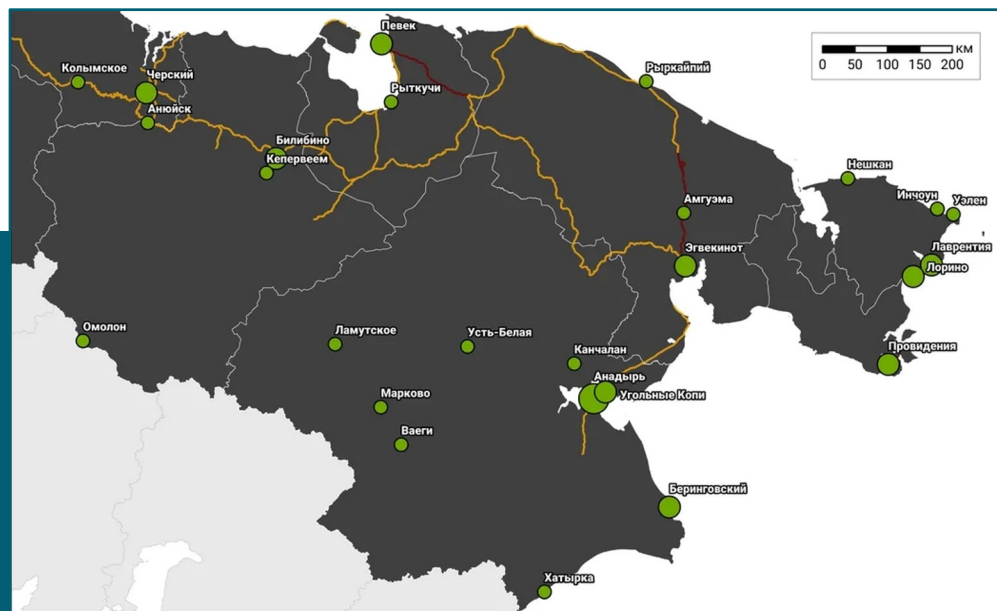 Певек
КМ
0 50 100 150 200
Колымское
Черский
Рыркайпий
Рыткучи
Анюйск
Билибино
Кепервеем
Нешкан
Амгуэма
Инчоун
Уэлен
Эгвекинот
Лаврентия
Лорино
Омолон
Ламутское
Усть-Белая
Канчалан
Провидения
Анадырь
Марково
Угольные Копи
Ваеги
Беринговский
Хатырка